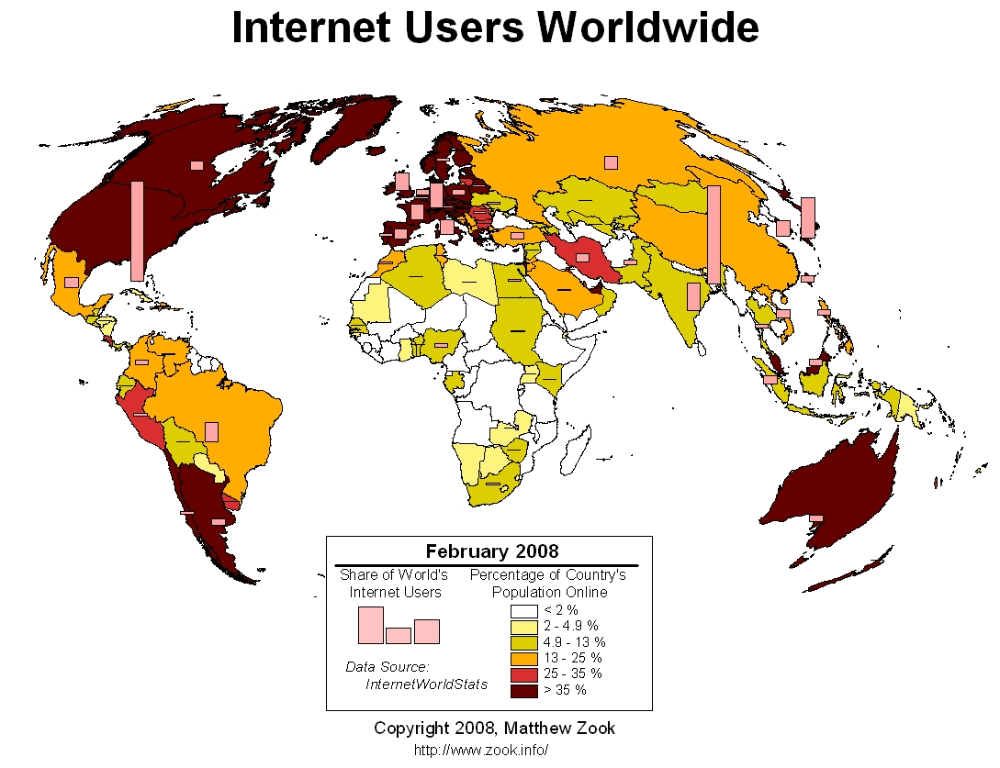 Internet Users Worldwide
February 2008
Share of World's
Internet Users
Percentage of Country's
Population Online
< 2 %
2 - 4.9 %
4.9 - 13 %
13 - 25 %
25 - 35 %
> 35 %
Data Source:
InternetWorldStats
Copyright 2008, Matthew Zook
http://www.zook.info/